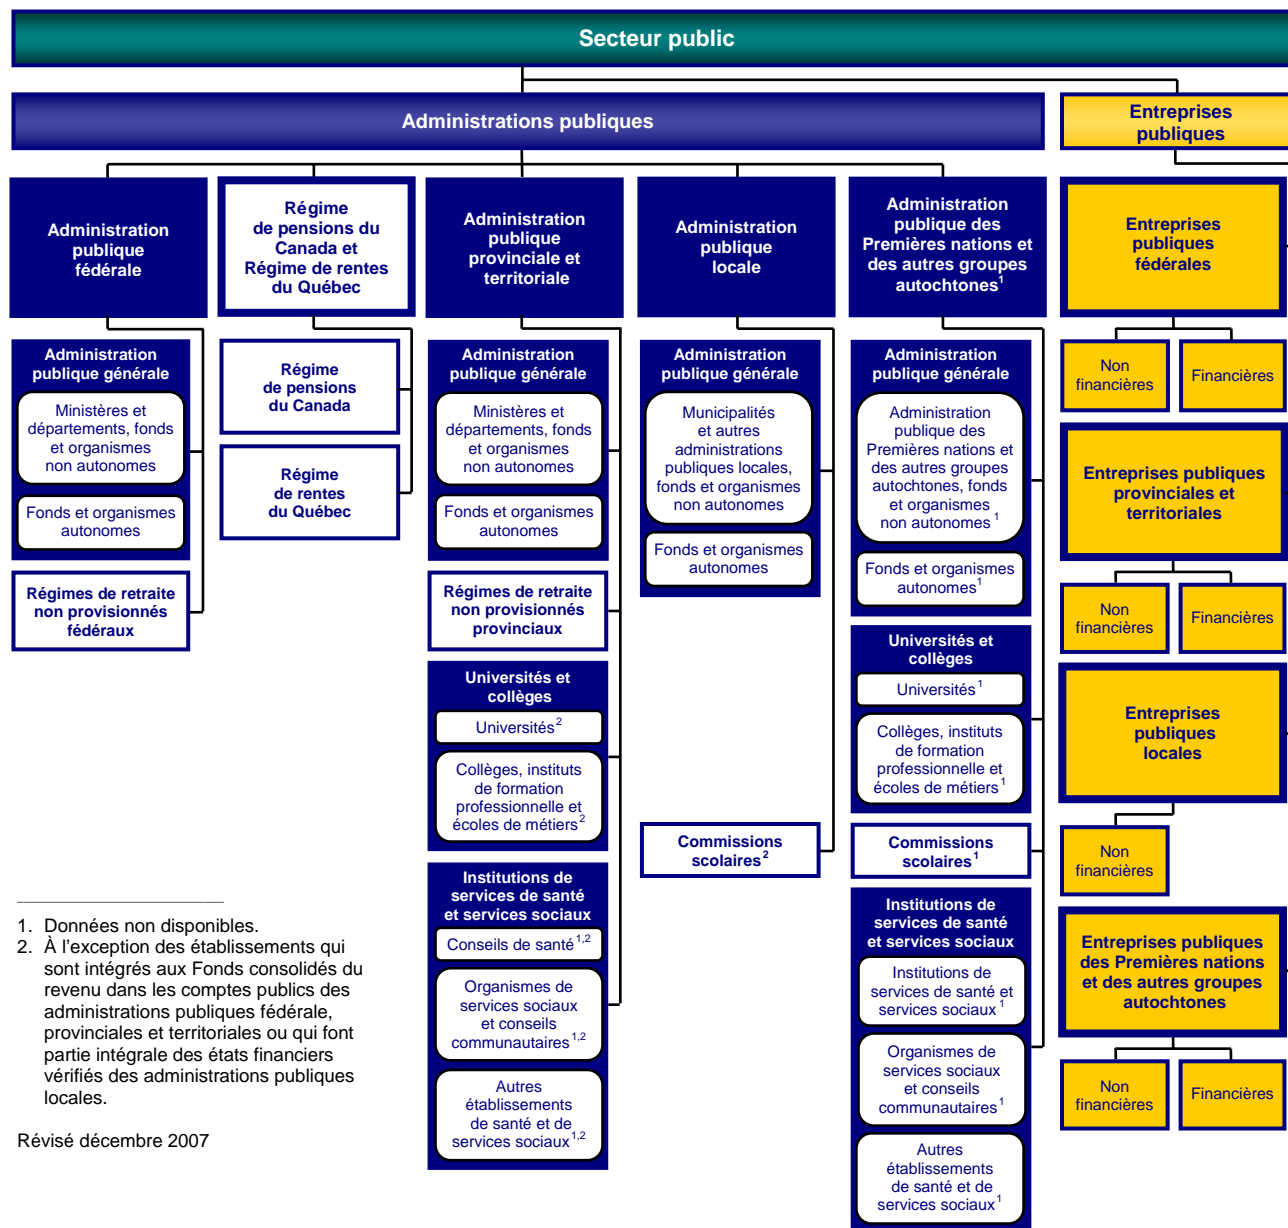 Secteur public
Administrations publiques
Entreprises
publiques
Administration
publique
fédérale
Administration
publique générale
Ministères et
départements, fonds
et organismes
non autonomes
Fonds et organismes
autonomes
Régimes de retraite
non provisionnés
fédéraux
Régime
de pensions du
Canada et
Régime de rentes
du Québec
Régime
de pensions
du Canada
Régime
de rentes
du Québec
Administration
publique
provinciale et
territoriale
Administration
publique générale
Ministères et
départements, fonds
et organismes
non autonomes
Fonds et organismes
autonomes
Régimes de retraite
non provisionnés
provinciaux
Universités et
collèges
Universités2
Collèges, instituts
de formation
professionnelle et
écoles de métiers2
Institutions de
services de santé
et services sociaux
Conseils de santé1,2
Organismes de
services sociaux
et conseils
communautaires1,2
Autres
établissements
de santé et de
services sociaux1,2
Administration
publique
locale
Administration
publique générale
Municipalités
et autres
administrations
publiques locales,
fonds et organismes
non autonomes
Fonds et organismes
autonomes
Commissions
scolaires2
Administration
publique des
Premières nations et
des autres groupes
autochtones1
Administration
publique générale
Administration
publique des
Premières nations et
des autres groupes
autochtones, fonds
et organismes
non autonomes1
Fonds et organismes
autonomes1
Universités et
collèges
Universités1
Collèges, instituts
de formation
professionnelle et
écoles de métiers1
Commissions
scolaires1
Institutions de
services de santé
et services sociaux
Institutions de
services de santé et
services sociaux1
Organismes de
services sociaux
et conseils
communautaires1
Autres
établissements
de santé et de
services sociaux1
Entreprises
publiques
fédérales
Non
financières
Financières
Entreprises publiques
provinciales et
territoriales
Non
financières
Financières
Entreprises
publiques
locales
Non
financières
Entreprises publiques
des Premières nations
et des autres groupes
autochtones
Non
financières
Financières
1. Données non disponibles.
2. À l'exception des établissements qui
sont intégrés aux Fonds consolidés du
revenu dans les comptes publics des
administrations publiques fédérale,
provinciales et territoriales ou qui font
partie intégrale des états financiers
vérifiés des administrations publiques
locales.
Révisé décembre 2007